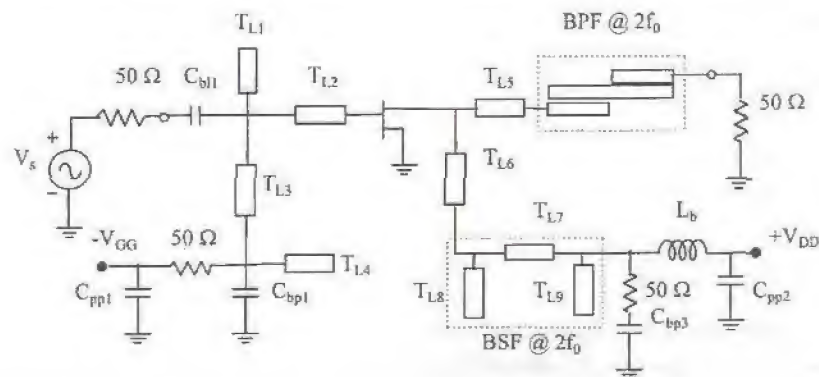 T_L1
BPF @ 2f_0
50 Ω
C_bl1
T_L2
T_L5
50 Ω
+
V_s
-
T_L3
T_L6
T_L7
L_b
-V_GG
50 Ω
+V_DD
T_L4
T_L8
T_L9
50 Ω
C_pp1
C_bp1
C_pp2
C_bp3
BSF @ 2f_0